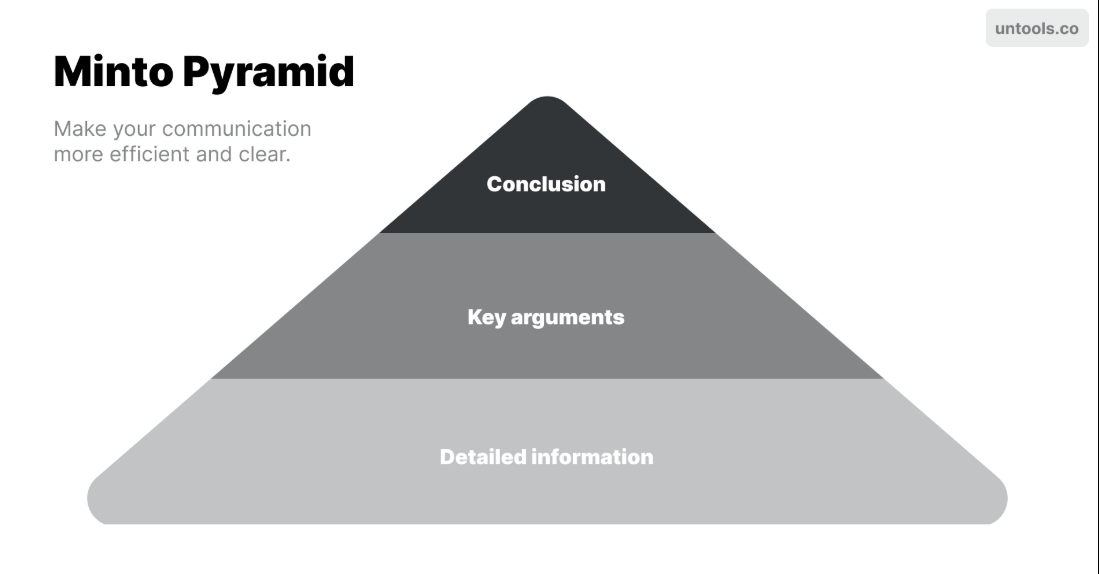 untools.co
Minto Pyramid
Make your communication
more efficient and clear.
Conclusion
Key arguments
Detailed information